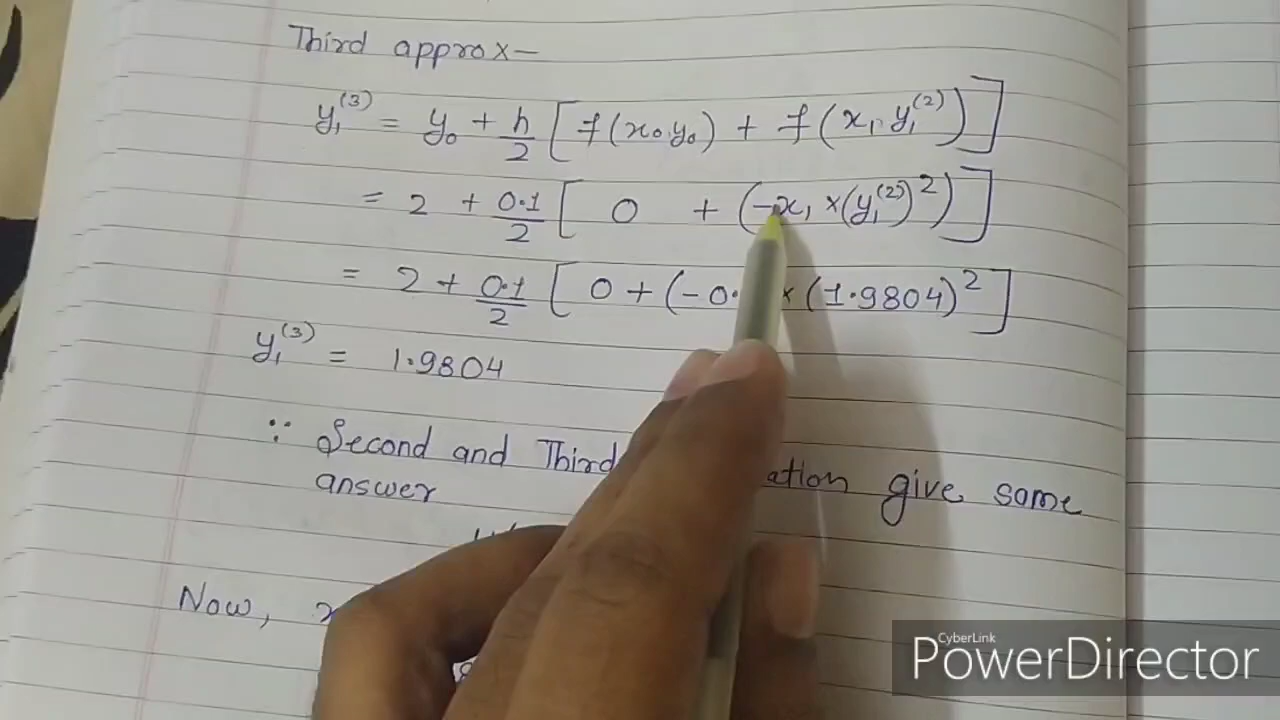 Third approx-
y₁⁽³⁾ = y₀ + h/2 [ f(x₀.y₀) + f(x₁, y₁⁽²⁾) ]
= 2 + 0.1/2 [ 0 + (-x₁ × (y₁⁽²⁾)² ) ]
= 2 + 0.1/2 [ 0 + (-0. × (1.9804)² ]
y₁⁽³⁾ = 1.9804
∵ Second and Third give same
answer
Now,
CyberLink
PowerDirector